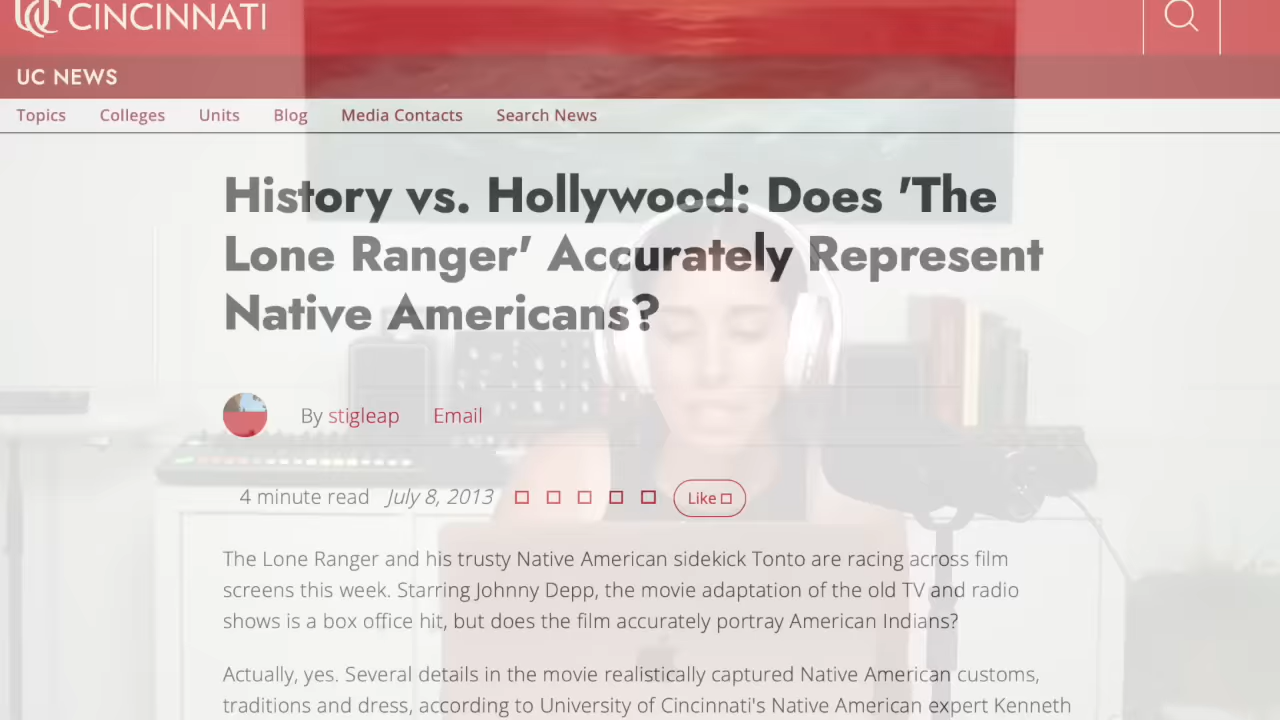 CINCINNATI
UC NEWS
Topics Colleges Units Blog Media Contacts Search News
History vs. Hollywood: Does 'The
Lone Ranger' Accurately Represent
Native Americans?
By stigleap Email
4 minute read July 8, 2013 Like
The Lone Ranger and his trusty Native American sidekick Tonto are racing across film
screens this week. Starring Johnny Depp, the movie adaptation of the old TV and radio
shows is a box office hit, but does the film accurately portray American Indians?
Actually, yes. Several details in the movie realistically captured Native American customs,
traditions and dress, according to University of Cincinnati's Native American expert Kenneth